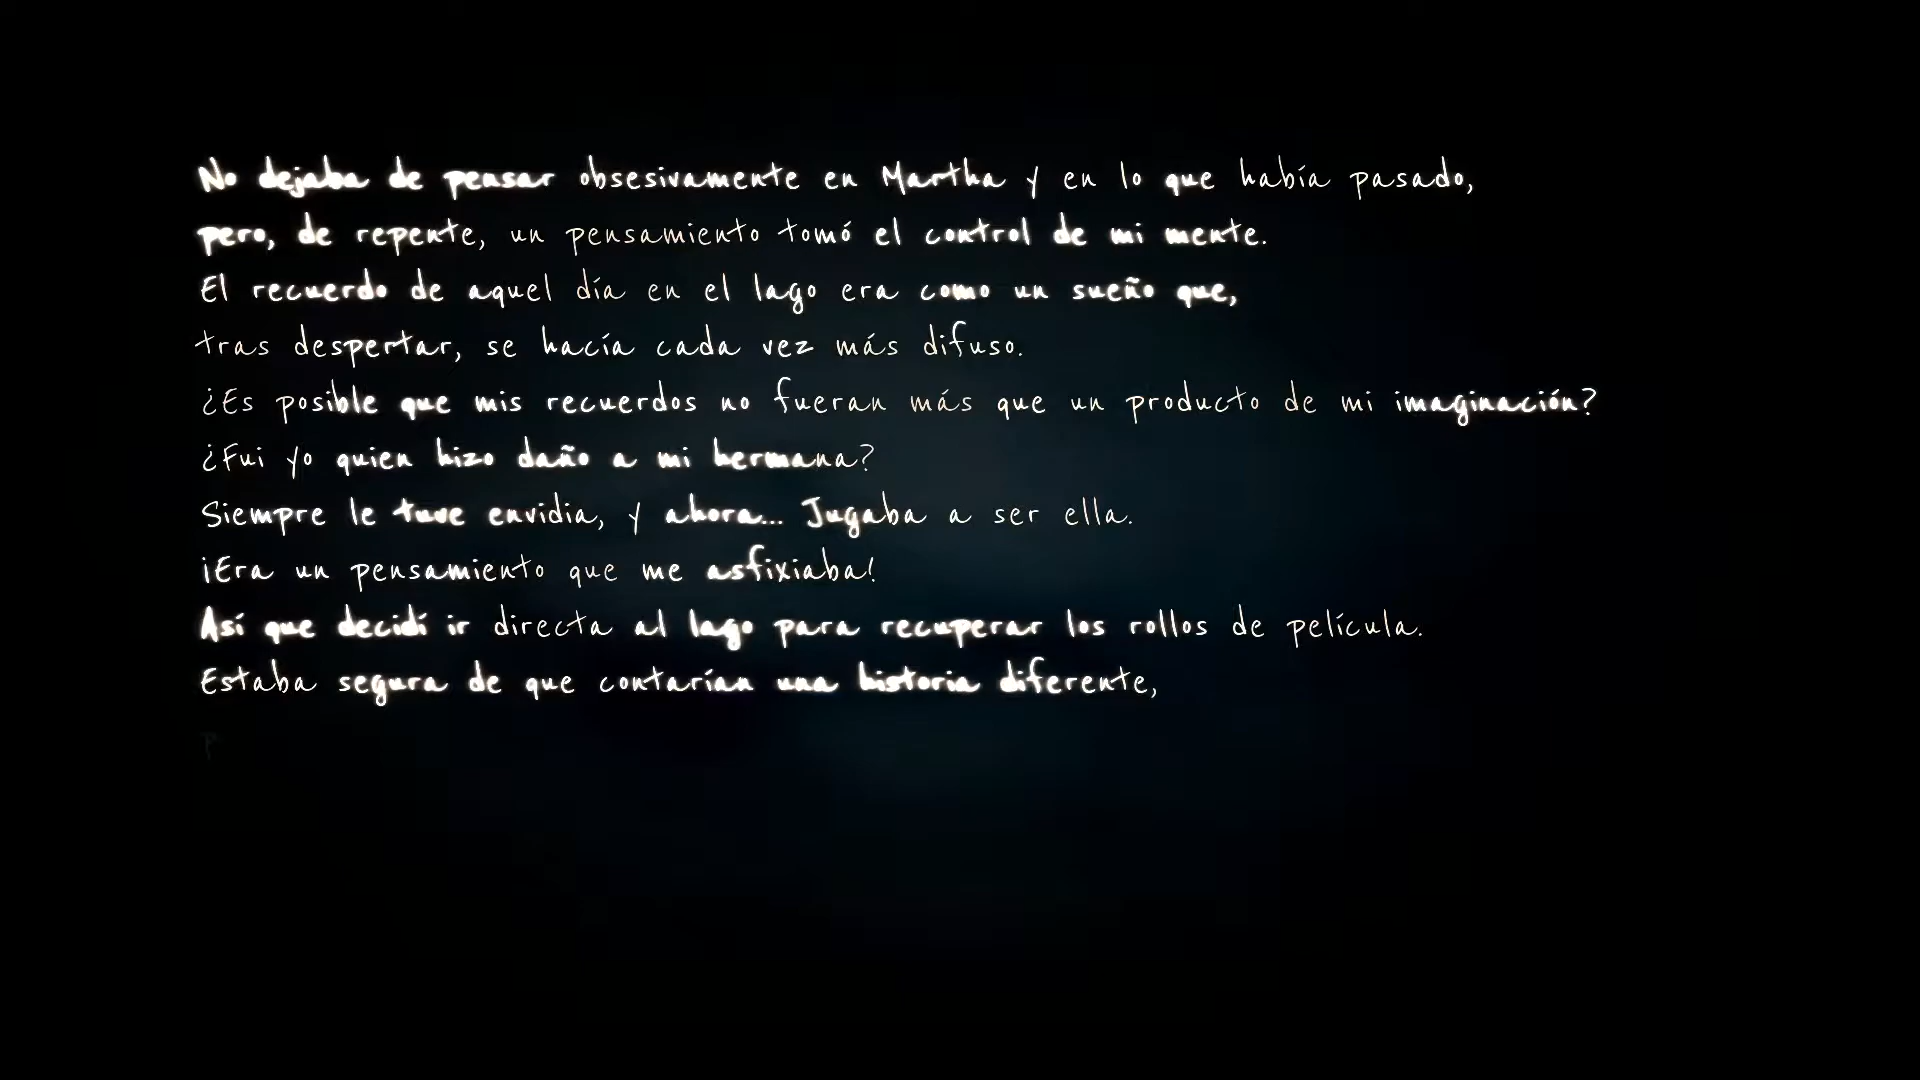 No dejaba de pensar obsesivamente en Martha y en lo que había pasado,
pero, de repente, un pensamiento tomó el control de mi mente.
El recuerdo de aquel día en el lago era como un sueño que,
tras despertar, se hacía cada vez más difuso.
¿Es posible que mis recuerdos no fueran más que un producto de mi imaginación?
¿Fui yo quien hizo daño a mi hermana?
Siempre le tuve envidia, y ahora... Jugaba a ser ella.
¡Era un pensamiento que me asfixiaba!
Así que decidí ir directa al lago para recuperar los rollos de película.
Estaba segura de que contarían una historia diferente,